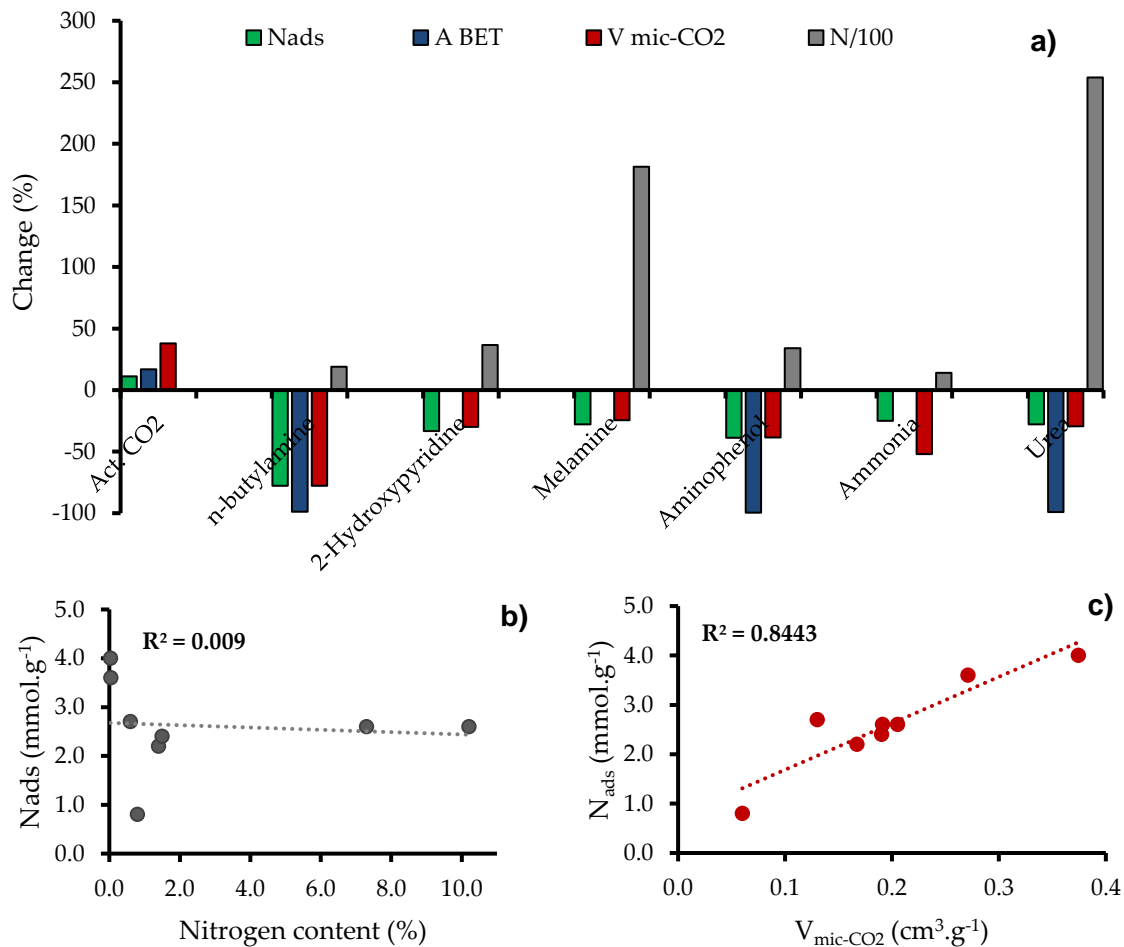 300
250
200
150
100
50
0
-50
-100
Change (%)
Nads
A BET
V mic-CO2
N/100
a)
Act. CO2
n-butylamine
2-Hydroxypyridine
Melamine
Aminophenol
Ammonia
Urea
b)
R² = 0.009
5.0
4.0
3.0
2.0
1.0
0.0
Nads (mmol.g⁻¹)
0.0 2.0 4.0 6.0 8.0 10.0
Nitrogen content (%)
c)
R² = 0.8443
5.0
4.0
3.0
2.0
1.0
0.0
Nads (mmol.g⁻¹)
0.0 0.1 0.2 0.3 0.4
Vmic-CO2 (cm³.g⁻¹)